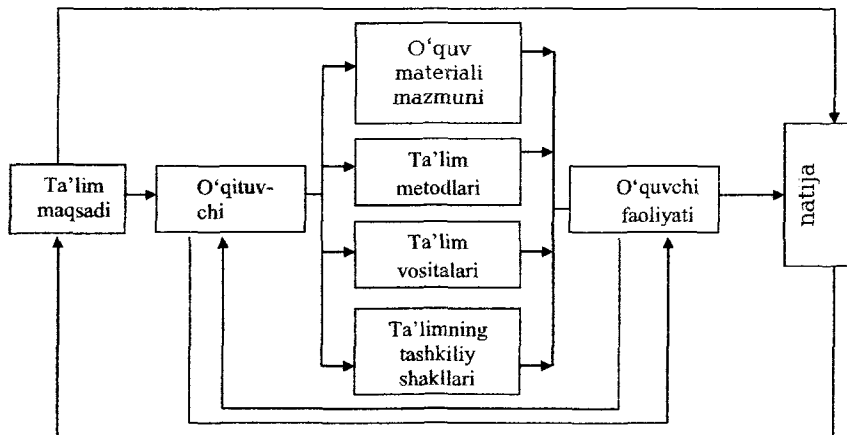 Ta’lim
maqsadi
O‘qituv-
chi
O‘quv
materiali
mazmuni
Ta’lim
metodlari
Ta’lim
vositalari
Ta’limning
tashkiliy
shakllari
O‘quvchi
faoliyati
natija